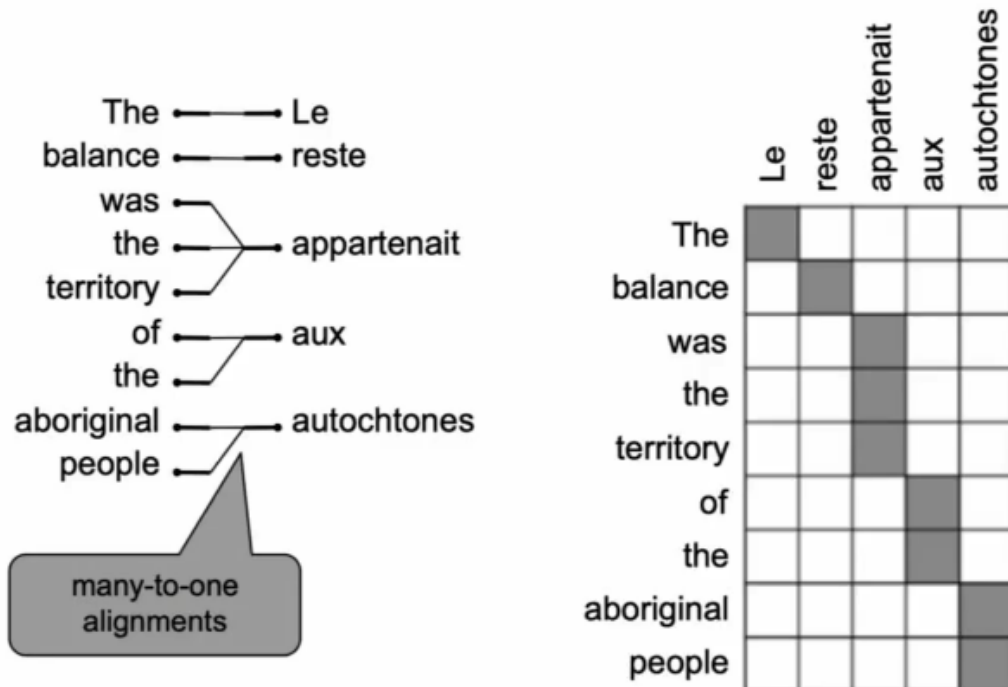 The Le
balance reste
was
the appartenait
territory
of aux
the
aboriginal autochtones
people
many-to-one
alignments
Le
reste
appartenait
aux
autochtones
The
balance
was
the
territory
of
the
aboriginal
people